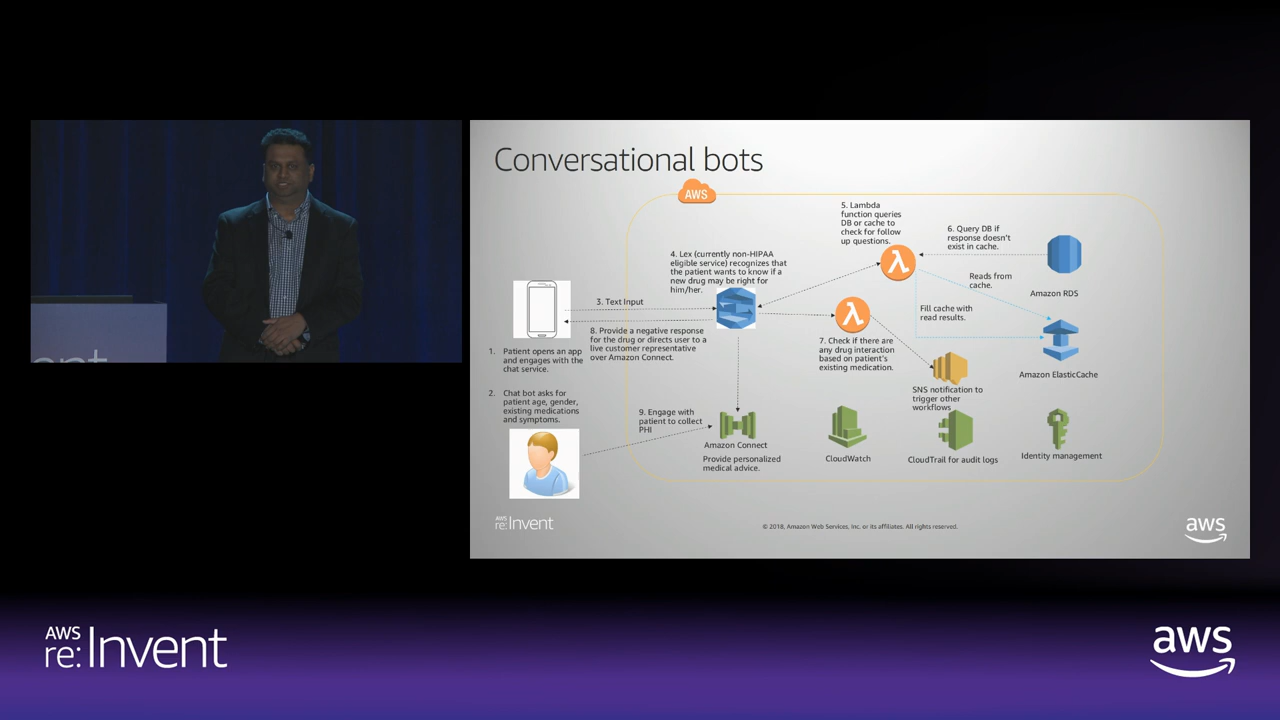 Conversational bots
AWS
5. Lambda
function queries
DB or cache to
check for follow
up questions.
6. Query DB if
response doesn't
exist in cache.
4. Lex (currently non-HIPAA
eligible service) recognizes that
the patient wants to know if a
new drug may be right for
him/her.
Reads from
cache.
Amazon RDS
3. Text Input
Fill cache with
read results.
8. Provide a negative response
for the drug or directs user to a
live customer representative
over Amazon Connect.
7. Check if there are
any drug interaction
based on patient's
existing medication.
1. Patient opens an app
and engages with the
chat service.
Amazon ElasticCache
2. Chat bot asks for
patient age, gender,
existing medications
and symptoms.
SNS notification to
trigger other
workflows
9. Engage with
patient to collect
PHI
Amazon Connect
Provide personalized
medical advice.
CloudWatch
CloudTrail for audit logs
Identity management
AWS
re:Invent
© 2018, Amazon Web Services, Inc. or its affiliates. All rights reserved.
aws
ent
AWS
re:Invent
aws